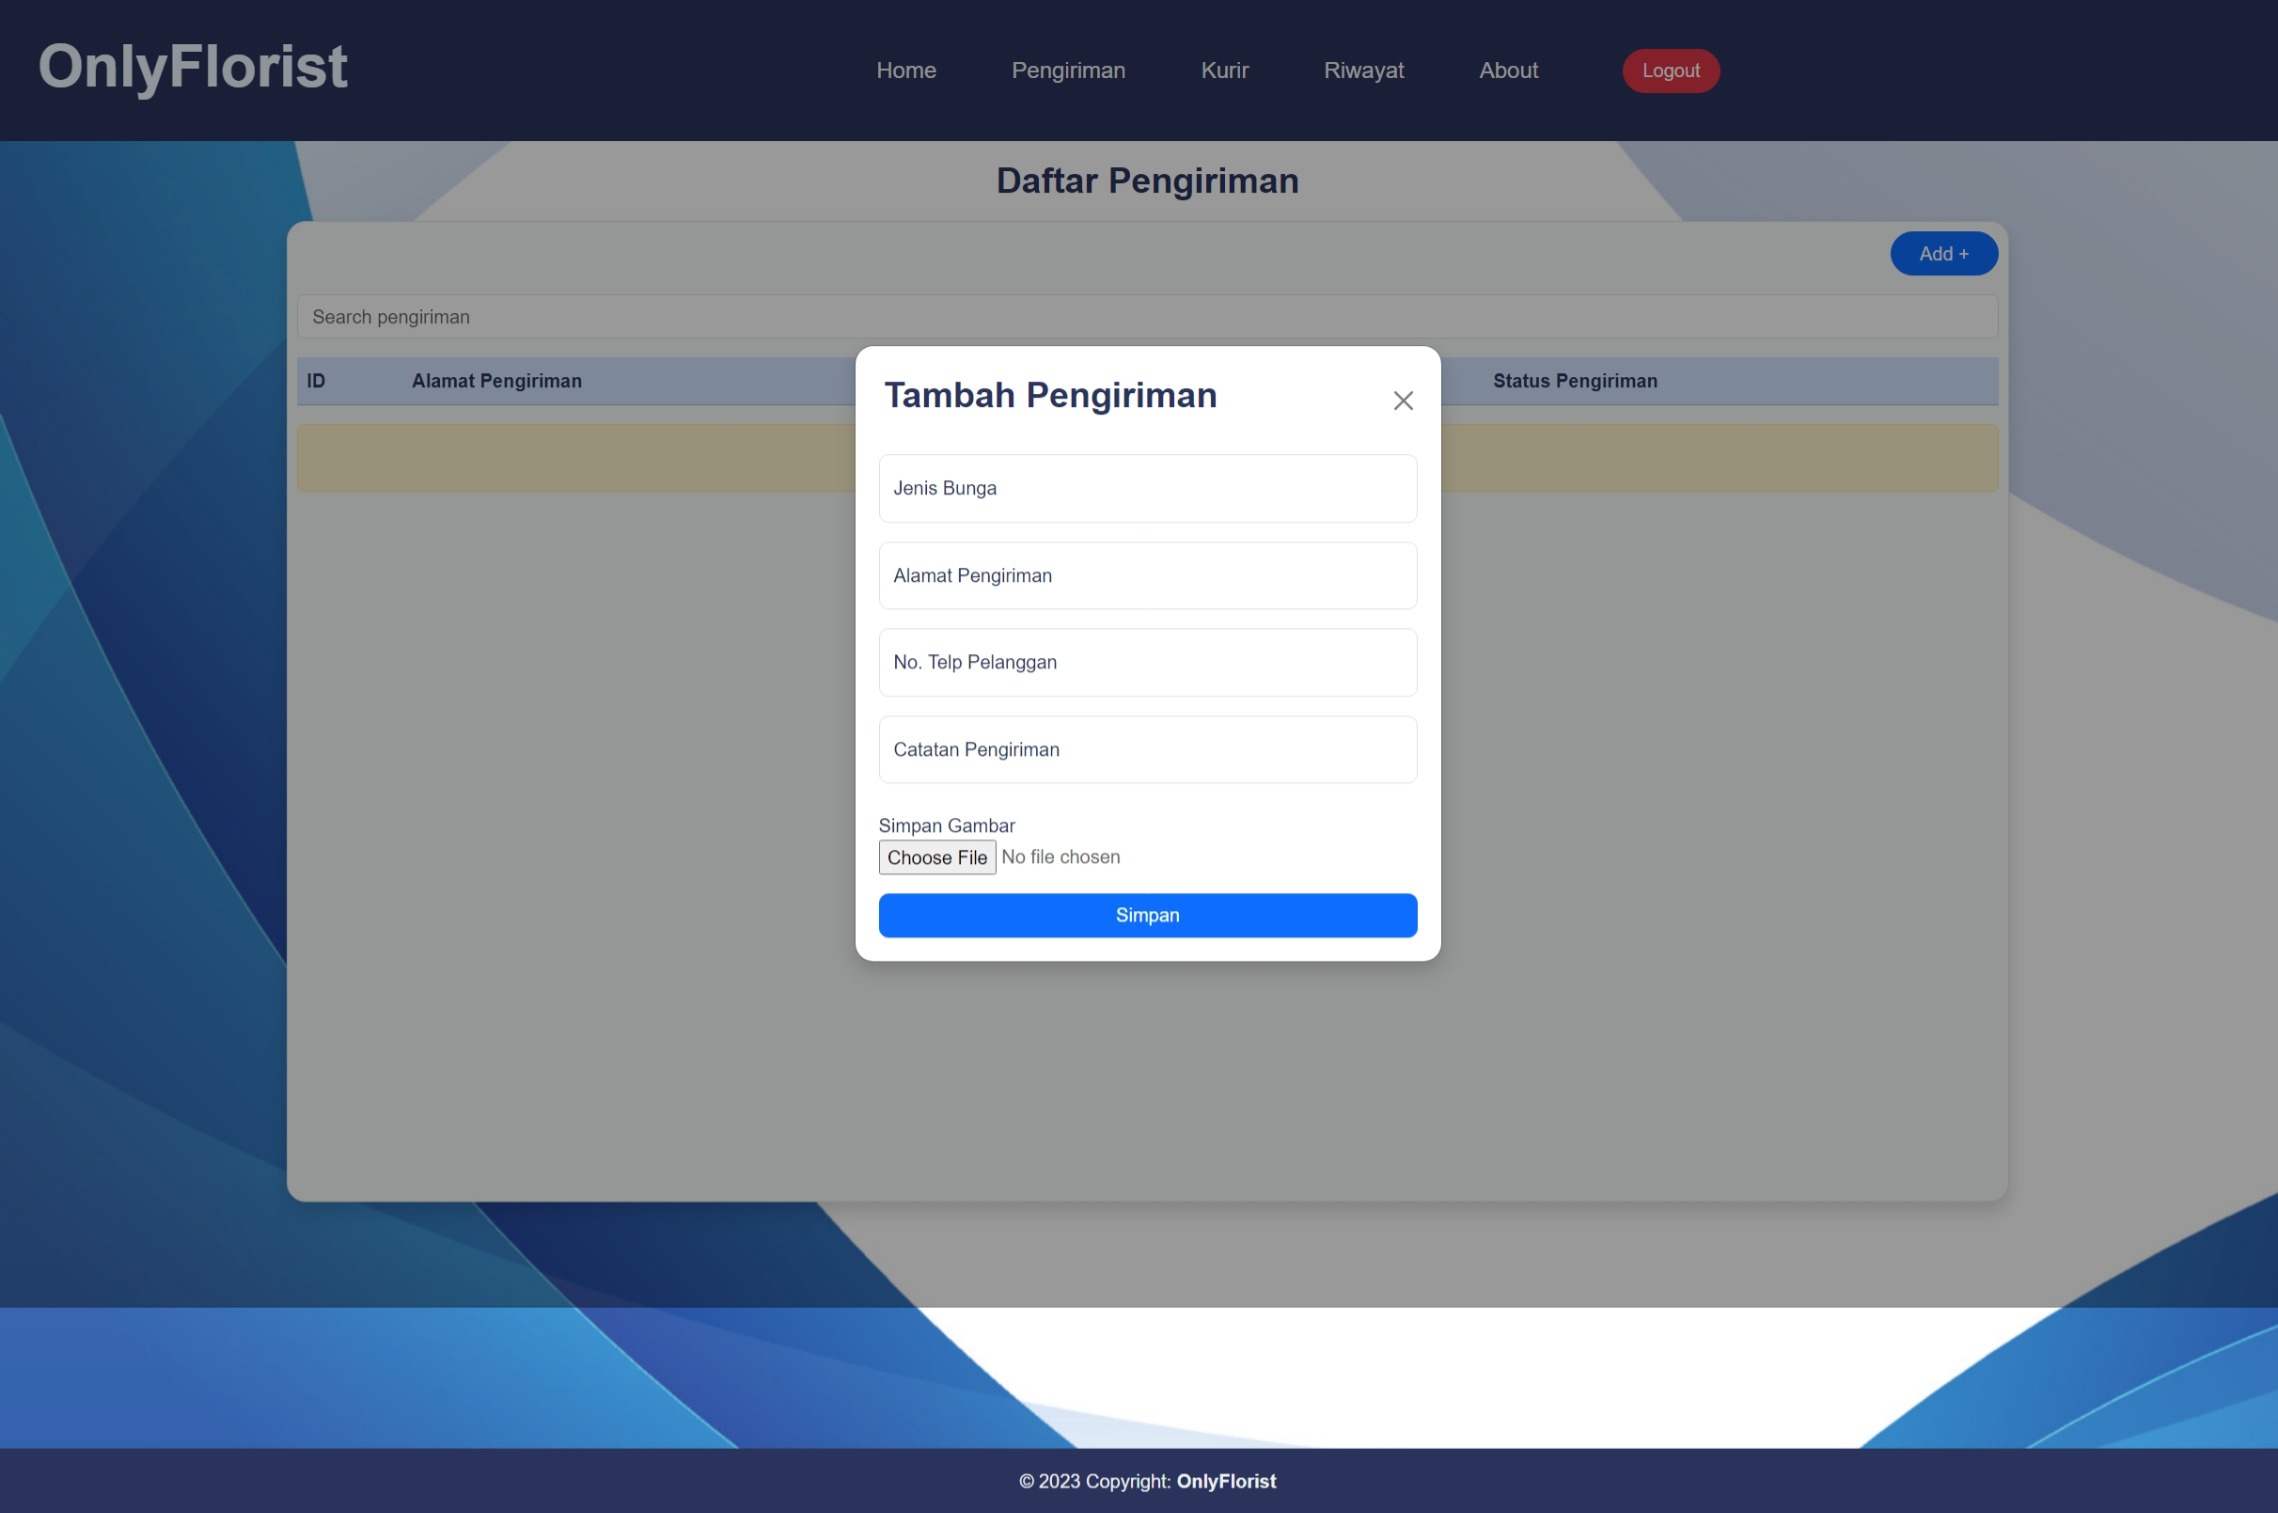 OnlyFlorist
Home Pengiriman Kurir Riwayat About Logout
Daftar Pengiriman
Add +
Search pengiriman
ID Alamat Pengiriman Status Pengiriman
Tambah Pengiriman
Jenis Bunga
Alamat Pengiriman
No. Telp Pelanggan
Catatan Pengiriman
Simpan Gambar
Choose File No file chosen
Simpan
© 2023 Copyright: OnlyFlorist